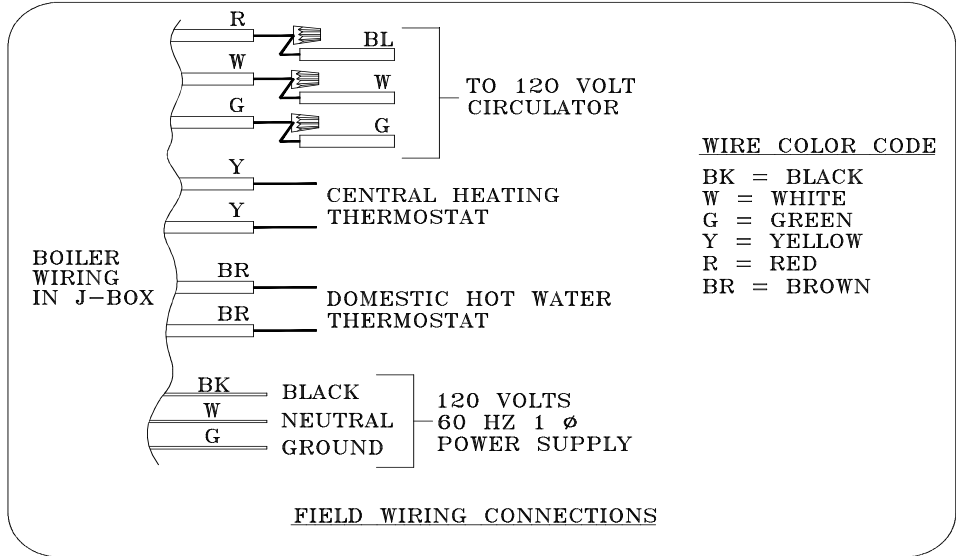 R
BL
W
W
G
G
TO 120 VOLT
CIRCULATOR
Y
Y
CENTRAL HEATING
THERMOSTAT
BOILER
WIRING
IN J-BOX
BR
BR
DOMESTIC HOT WATER
THERMOSTAT
BK
BLACK
W
NEUTRAL
G
GROUND
120 VOLTS
60 HZ 1 Ø
POWER SUPPLY
WIRE COLOR CODE
BK = BLACK
W = WHITE
G = GREEN
Y = YELLOW
R = RED
BR = BROWN
FIELD WIRING CONNECTIONS